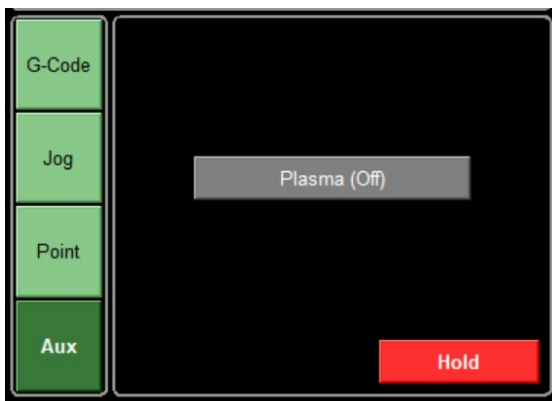 G-Code
Jog
Point
Aux
Plasma (Off)
Hold